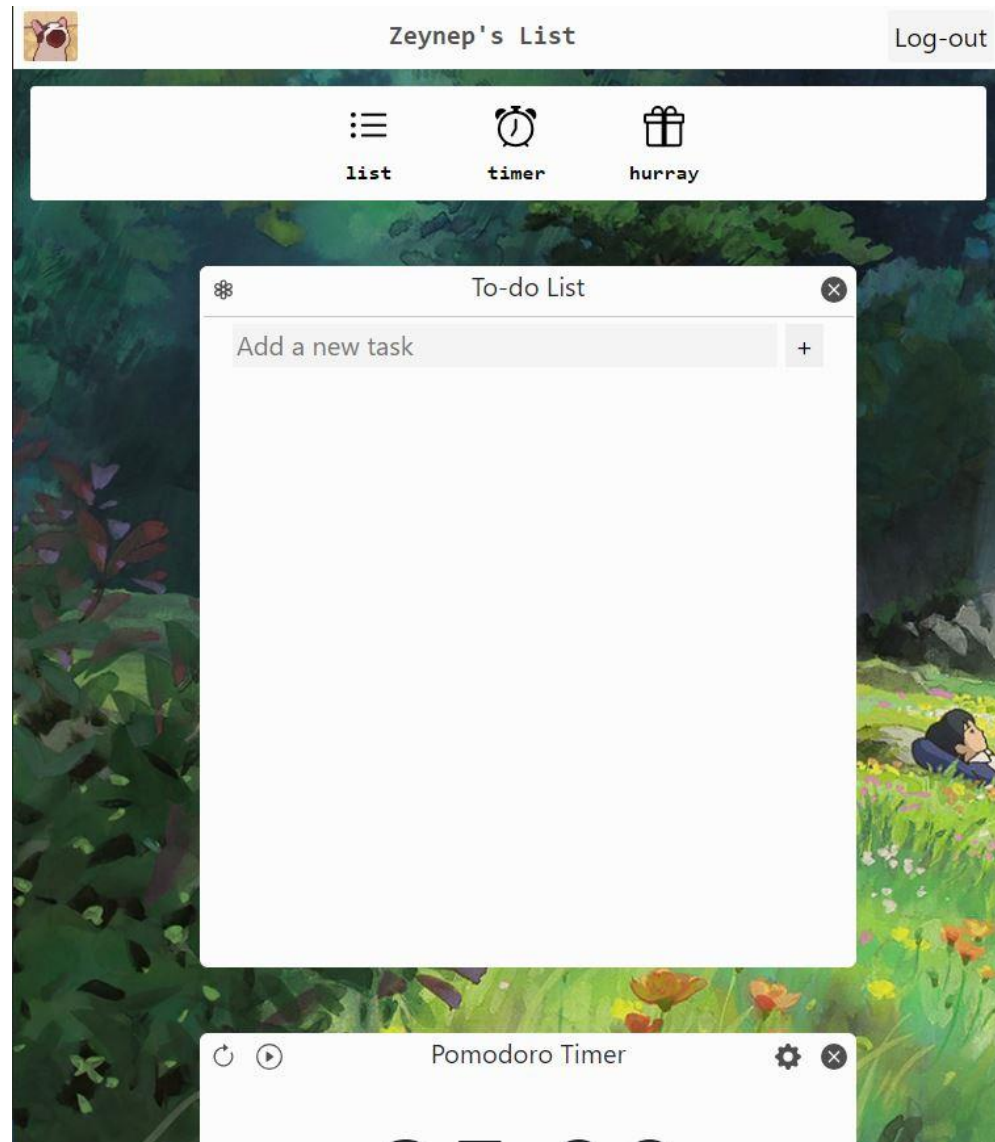 Zeynep's List
Log-out
list timer hurray
To-do List
Add a new task
+
Pomodoro Timer